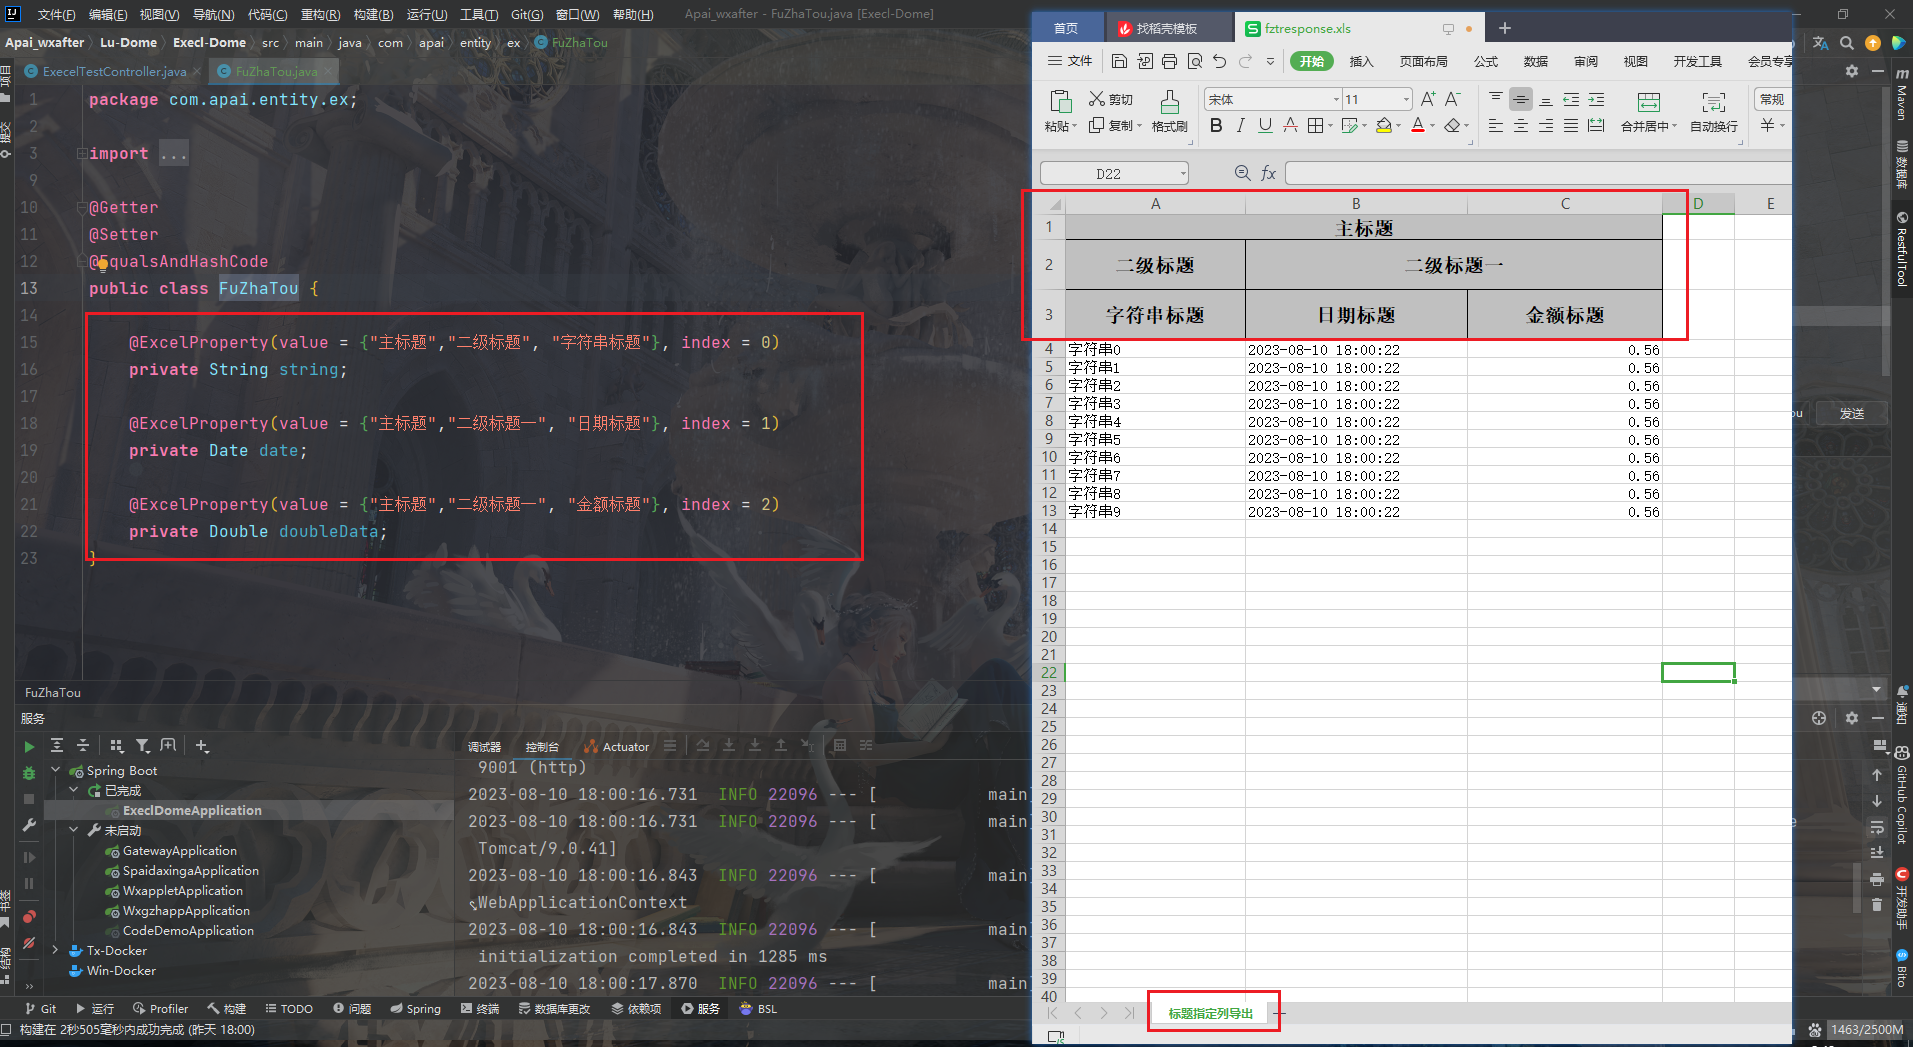 文件(F) 编辑(E) 视图(V) 导航(N) 代码(C) 重构(R) 构建(B) 运行(U) 工具(T) Git(G) 窗口(W) 帮助(H) Apai_wxafter - FuZhaTou.java [Execl-Dome]
Apai_wxafter Lu-Dome Execl-Dome src main java com apai entity ex FuZhaTou
ExecelTestController.java FuZhaTou.java
1 package com.apai.entity.ex;
2
3 import ...
9
10 @Getter
11 @Setter
12 @EqualsAndHashCode
13 public class FuZhaTou {
14
15 @ExcelProperty(value = {"主标题","二级标题", "字符串标题"}, index = 0)
16 private String string;
17
18 @ExcelProperty(value = {"主标题","二级标题一", "日期标题"}, index = 1)
19 private Date date;
20
21 @ExcelProperty(value = {"主标题","二级标题一", "金额标题"}, index = 2)
22 private Double doubleData;
23 }
FuZhaTou
服务
调试器 控制台 Actuator
Spring Boot
已完成
ExeclDomeApplication
未启动
GatewayApplication
SpaidaxingaApplication
WxappletApplication
WxgzhappApplication
CodeDemoApplication
Tx-Docker
Win-Docker
9001 (http)
2023-08-10 18:00:16.731 INFO 22096 --- [ main]
2023-08-10 18:00:16.731 INFO 22096 --- [ main]
Tomcat/9.0.41]
2023-08-10 18:00:16.843 INFO 22096 --- [ main]
WebApplicationContext
2023-08-10 18:00:16.843 INFO 22096 --- [ main]
initialization completed in 1285 ms
2023-08-10 18:00:17.870 INFO 22096 --- [ main]
Git 运行 Profiler 构建 TODO 问题 Spring 终端 数据库更改 依赖项 服务 BSL
构建在 2秒505毫秒内成功完成 (昨天 18:00)
项目
提交
书签
结构
首页 找稻壳模板 fztresponse.xls
文件 开始 插入 页面布局 公式 数据 审阅 视图 开发工具 会员专享
粘贴 剪切 复制 格式刷 宋体 11 A+ A- B I U A 合并居中 自动换行 常规 ¥
D22 fx
A B C D E
1 主标题
2 二级标题 二级标题一
3 字符串标题 日期标题 金额标题
4 字符串0 2023-08-10 18:00:22 0.56
5 字符串1 2023-08-10 18:00:22 0.56
6 字符串2 2023-08-10 18:00:22 0.56
7 字符串3 2023-08-10 18:00:22 0.56
8 字符串4 2023-08-10 18:00:22 0.56
9 字符串5 2023-08-10 18:00:22 0.56
10 字符串6 2023-08-10 18:00:22 0.56
11 字符串7 2023-08-10 18:00:22 0.56
12 字符串8 2023-08-10 18:00:22 0.56
13 字符串9 2023-08-10 18:00:22 0.56
14
15
16
17
18
19
20
21
22
23
24
25
26
27
28
29
30
31
32
33
34
35
36
37
38
39
40
标题指定列导出
发送
Maven
数据库
RestfulTool
通知
GitHub Copilot
开发助手
Bito
1463/2500M